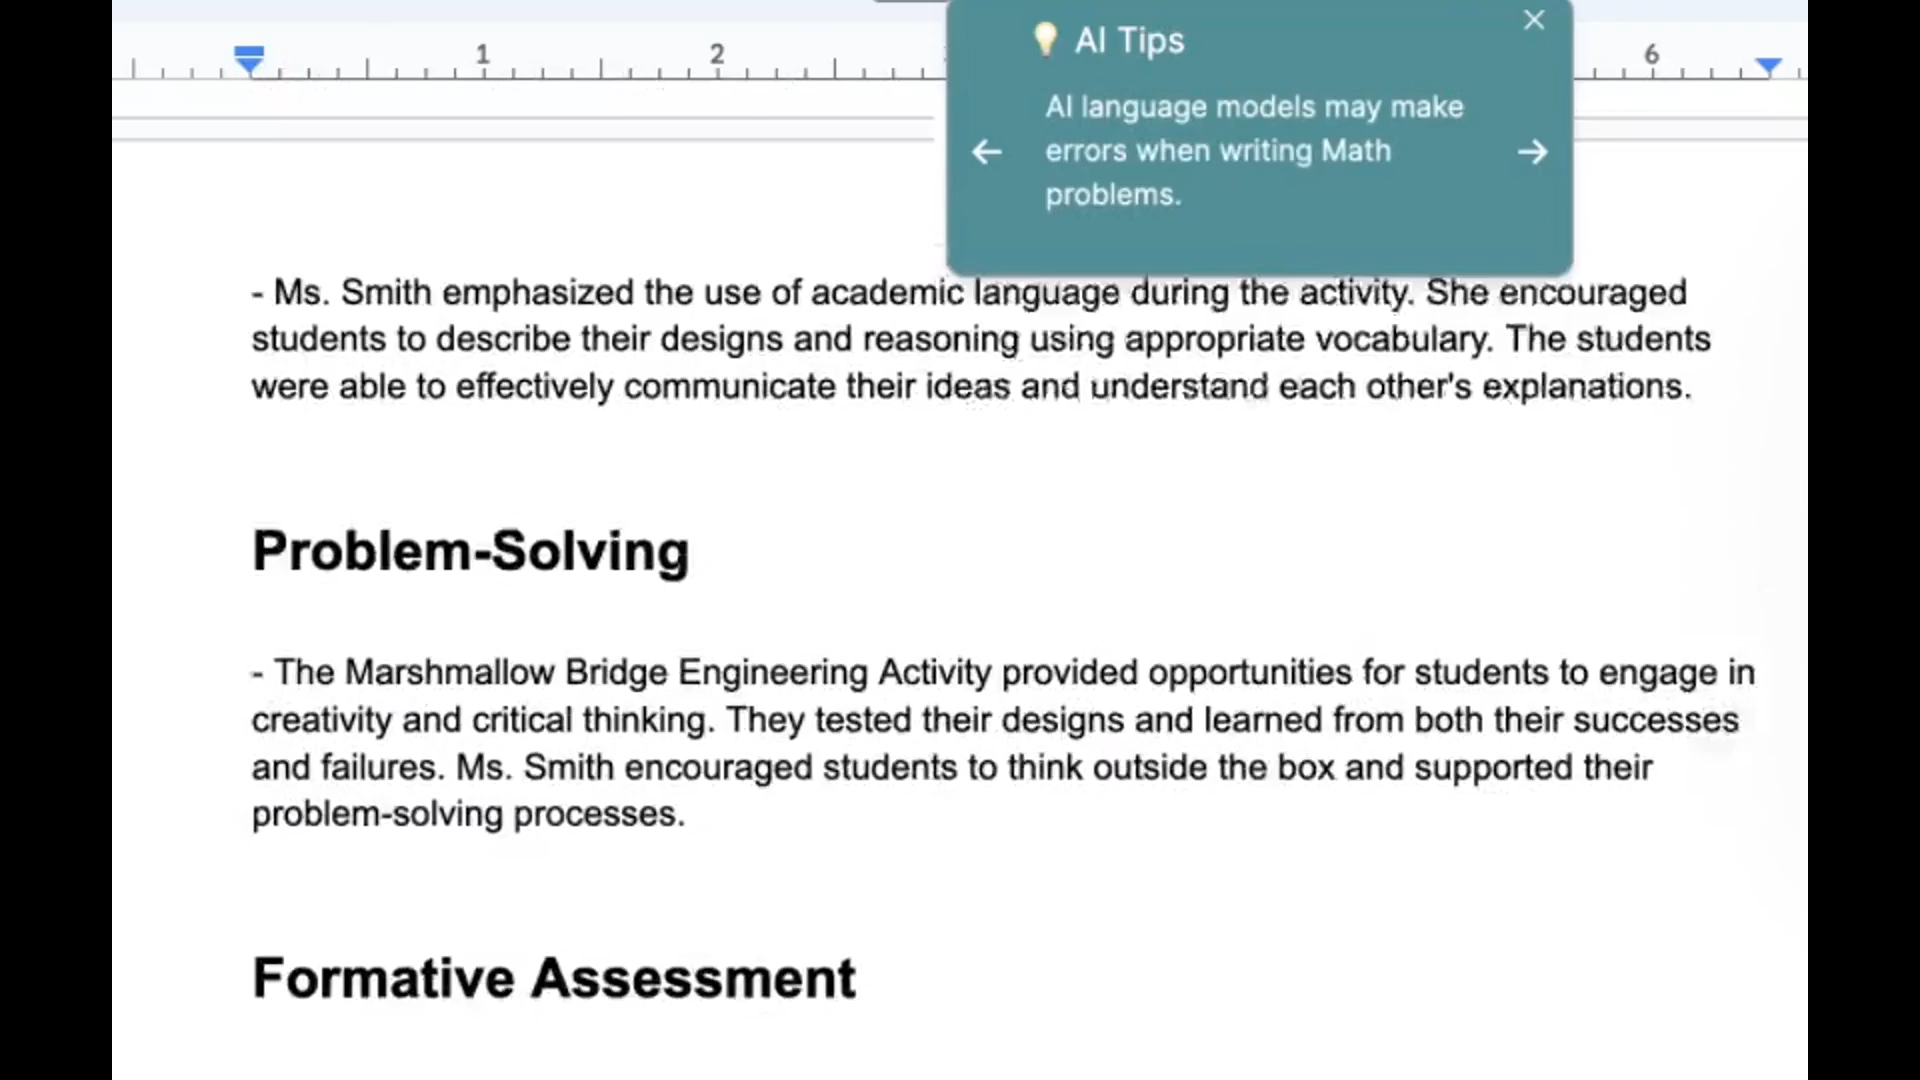 1 2 6
💡 AI Tips
AI language models may make
errors when writing Math
problems.
- Ms. Smith emphasized the use of academic language during the activity. She encouraged
students to describe their designs and reasoning using appropriate vocabulary. The students
were able to effectively communicate their ideas and understand each other's explanations.
Problem-Solving
- The Marshmallow Bridge Engineering Activity provided opportunities for students to engage in
creativity and critical thinking. They tested their designs and learned from both their successes
and failures. Ms. Smith encouraged students to think outside the box and supported their
problem-solving processes.
Formative Assessment